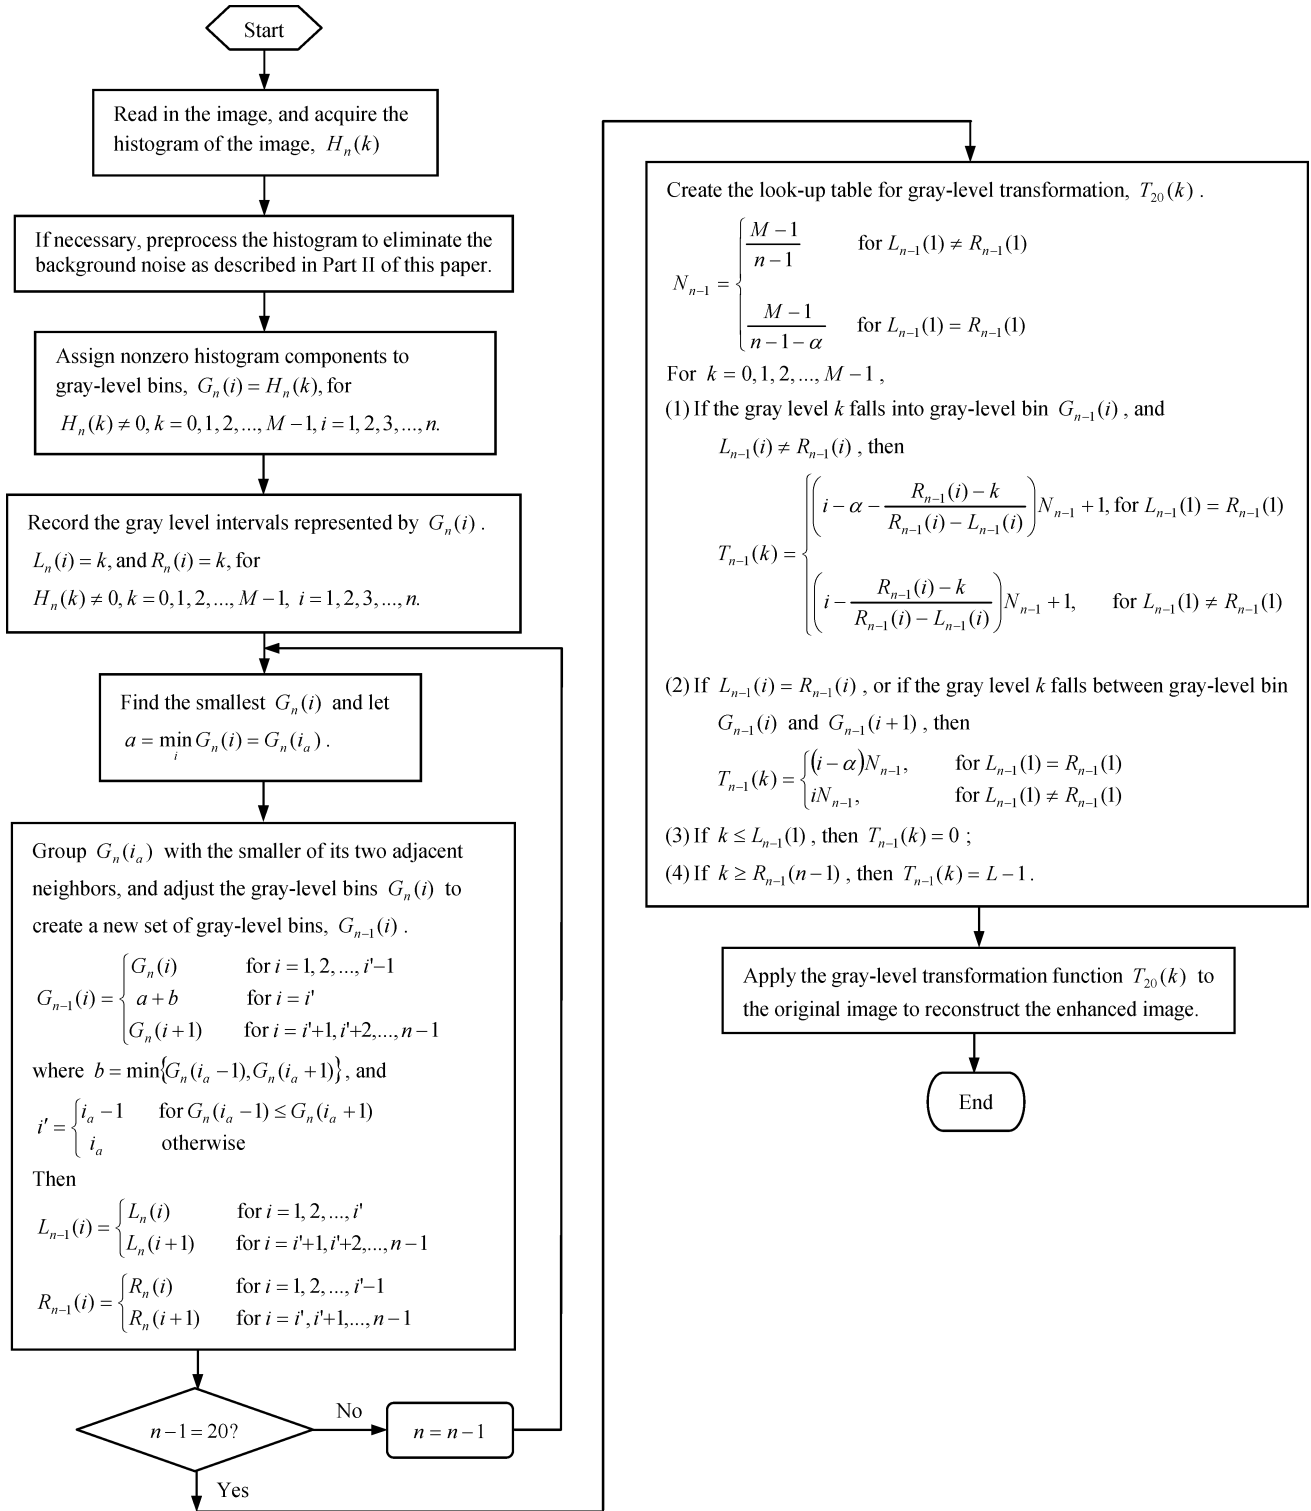 Start
Read in the image, and acquire the
histogram of the image, H_n(k)
If necessary, preprocess the histogram to eliminate the
background noise as described in Part II of this paper.
Assign nonzero histogram components to
gray-level bins, G_n(i) = H_n(k), for
H_n(k) ≠ 0, k = 0,1,2,..., M −1, i = 1,2,3,..., n.
Record the gray level intervals represented by G_n(i) .
L_n(i) = k, and R_n(i) = k, for
H_n(k) ≠ 0, k = 0,1,2,..., M −1, i = 1,2,3,..., n.
Find the smallest G_n(i) and let
a = min_i G_n(i) = G_n(i_a) .
Group G_n(i_a) with the smaller of its two adjacent
neighbors, and adjust the gray-level bins G_n(i) to
create a new set of gray-level bins, G_{n−1}(i) .
G_{n−1}(i) = { G_n(i) for i = 1, 2, ..., i'−1
a + b for i = i'
G_n(i +1) for i = i'+1, i'+2,..., n −1
where b = min{G_n(i_a −1), G_n(i_a +1)}, and
i′ = { i_a −1 for G_n(i_a −1) ≤ G_n(i_a +1)
i_a otherwise
Then
L_{n−1}(i) = { L_n(i) for i = 1, 2, ..., i'
L_n(i +1) for i = i'+1, i'+2,..., n −1
R_{n−1}(i) = { R_n(i) for i = 1, 2, ..., i'−1
R_n(i +1) for i = i', i'+1,..., n −1
n −1 = 20?
No
n = n −1
Yes
Create the look-up table for gray-level transformation, T_20(k) .
N_{n−1} = { (M −1)/(n −1) for L_{n−1}(1) ≠ R_{n−1}(1)
(M −1)/(n −1− α) for L_{n−1}(1) = R_{n−1}(1)
For k = 0,1, 2, ..., M −1 ,
(1) If the gray level k falls into gray-level bin G_{n−1}(i) , and
L_{n−1}(i) ≠ R_{n−1}(i) , then
T_{n−1}(k) = { (i − α − (R_{n−1}(i) − k)/(R_{n−1}(i) − L_{n−1}(i))) N_{n−1} + 1, for L_{n−1}(1) = R_{n−1}(1)
(i − (R_{n−1}(i) − k)/(R_{n−1}(i) − L_{n−1}(i))) N_{n−1} + 1, for L_{n−1}(1) ≠ R_{n−1}(1)
(2) If L_{n−1}(i) = R_{n−1}(i) , or if the gray level k falls between gray-level bin
G_{n−1}(i) and G_{n−1}(i +1) , then
T_{n−1}(k) = { (i − α)N_{n−1}, for L_{n−1}(1) = R_{n−1}(1)
iN_{n−1}, for L_{n−1}(1) ≠ R_{n−1}(1)
(3) If k ≤ L_{n−1}(1) , then T_{n−1}(k) = 0 ;
(4) If k ≥ R_{n−1}(n −1) , then T_{n−1}(k) = L −1 .
Apply the gray-level transformation function T_20(k) to
the original image to reconstruct the enhanced image.
End